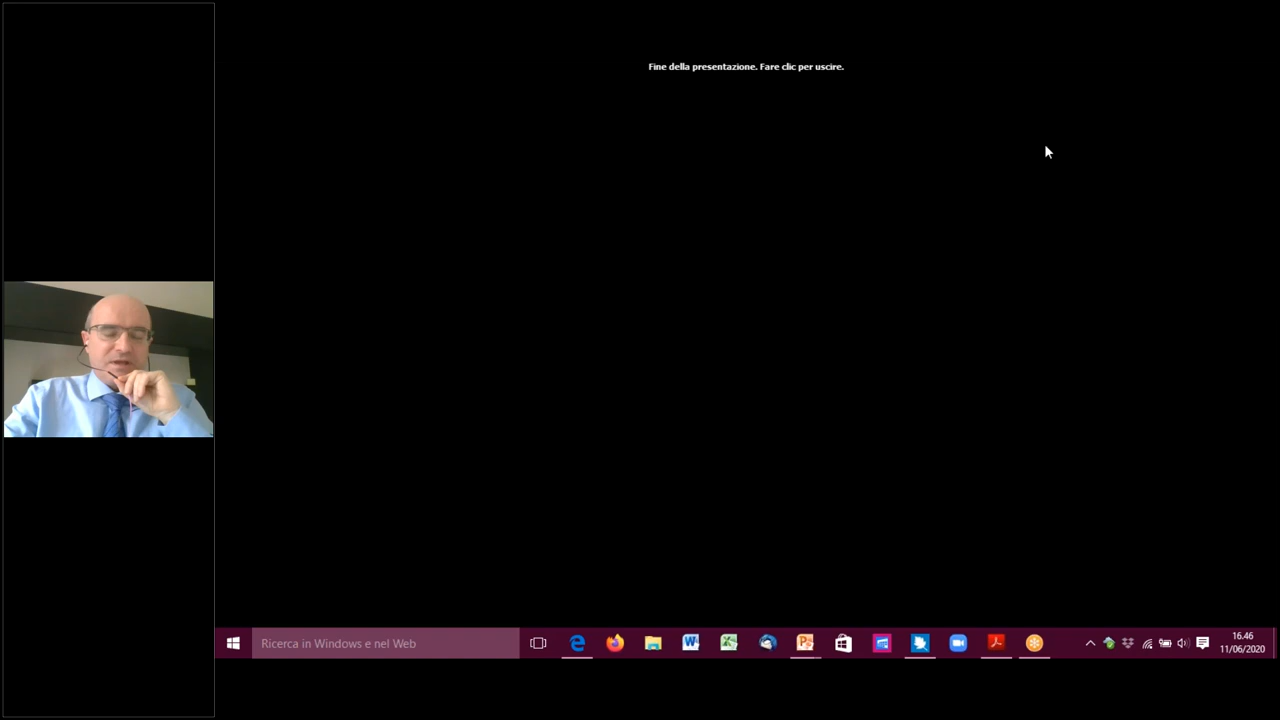 Fine della presentazione. Fare clic per uscire.
Ricerca in Windows e nel Web
16.46
11/06/2020